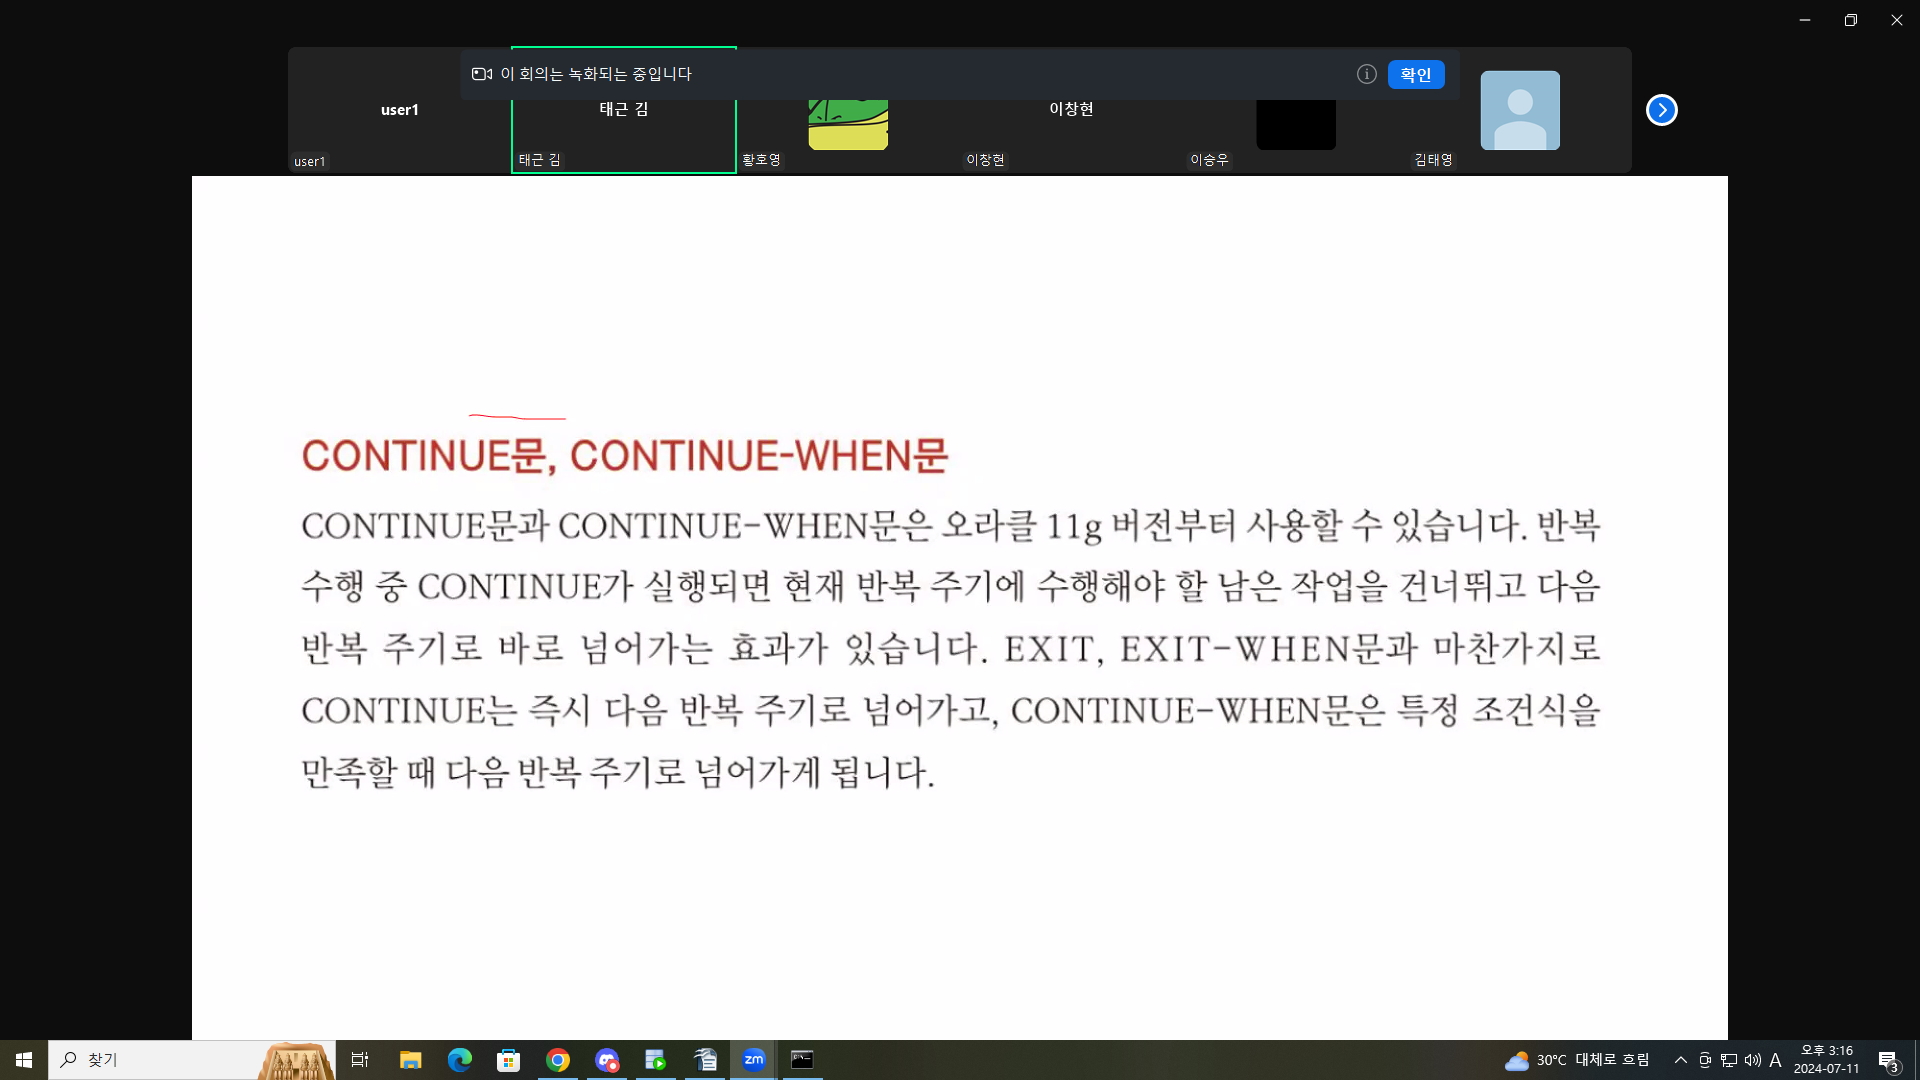 이 회의는 녹화되는 중입니다
확인
user1
태근 김
이창현
user1
태근 김
황호영
이창현
이승우
김태영
CONTINUE문, CONTINUE-WHEN문
CONTINUE문과 CONTINUE-WHEN문은 오라클 11g 버전부터 사용할 수 있습니다. 반복
수행 중 CONTINUE가 실행되면 현재 반복 주기에 수행해야 할 남은 작업을 건너뛰고 다음
반복 주기로 바로 넘어가는 효과가 있습니다. EXIT, EXIT-WHEN문과 마찬가지로
CONTINUE는 즉시 다음 반복 주기로 넘어가고, CONTINUE-WHEN문은 특정 조건식을
만족할 때 다음 반복 주기로 넘어가게 됩니다.
찾기
zm
30°C 대체로 흐림
A
오후 3:16
2024-07-11
3